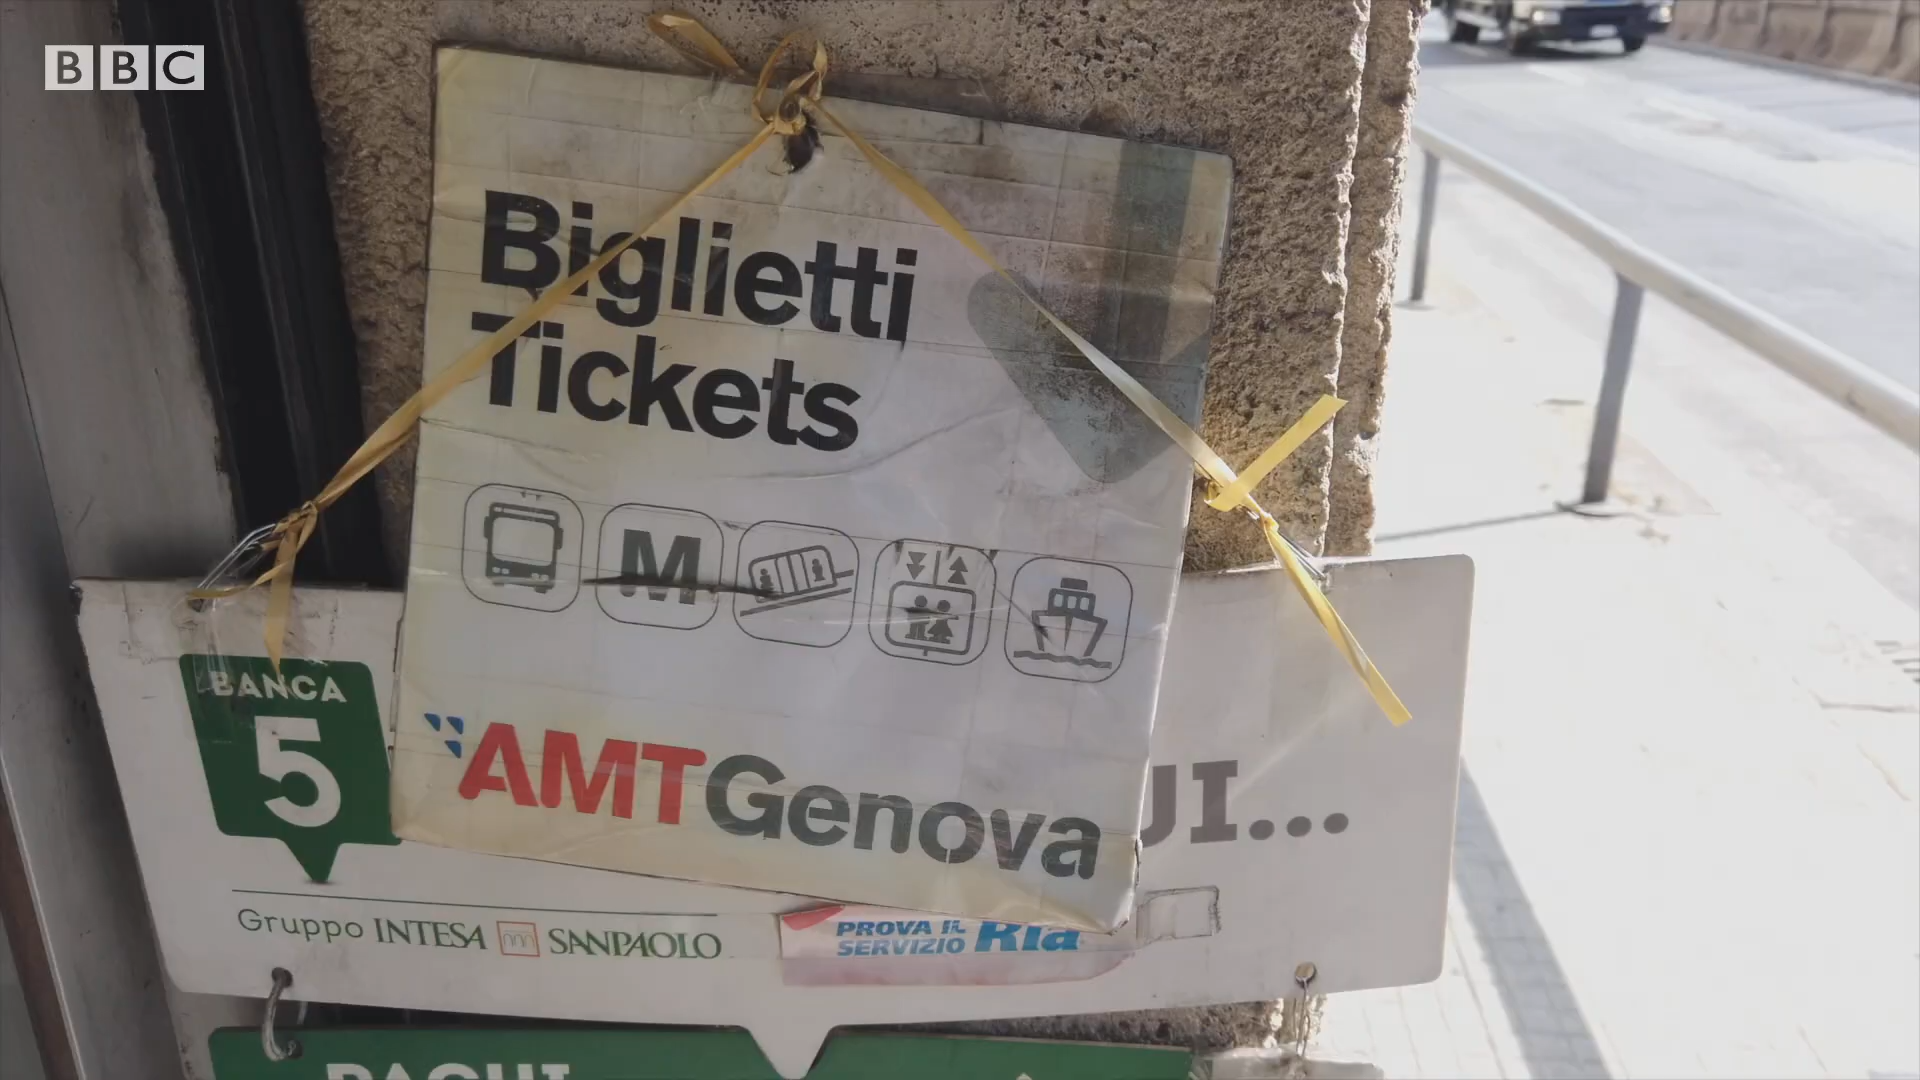 BBC
Biglietti
Tickets
M
AMTGenova
BANCA
5
UI...
Gruppo INTESA SANPAOLO
PROVA IL
SERVIZIO Ria